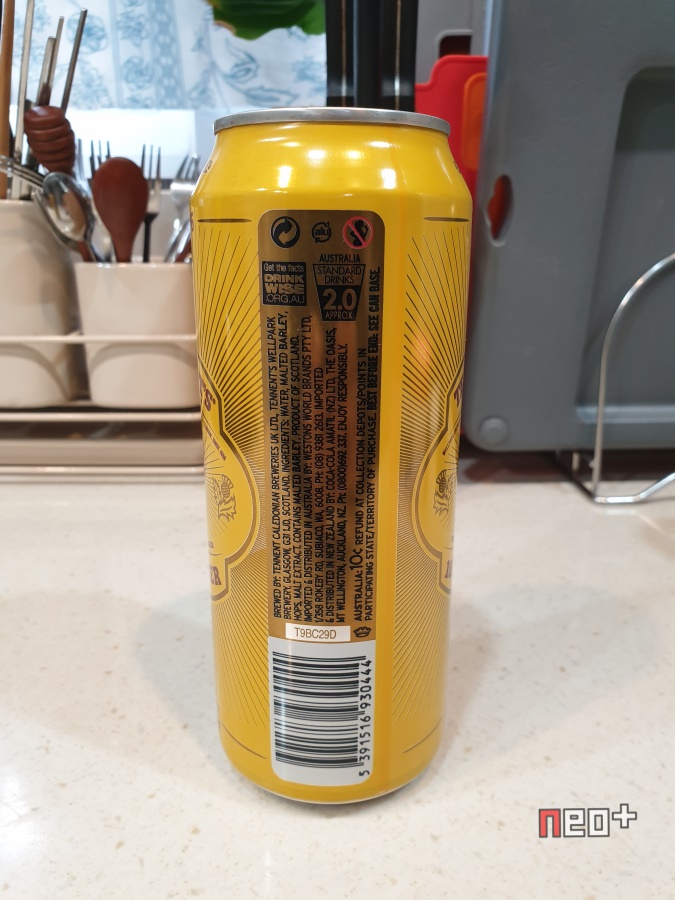 alu
Get the facts
DRINK
WISE
.ORG.AU
AUSTRALIA
STANDARD
DRINKS
2.0
APPROX.
BREWED BY: TENNENT CALEDONIAN BREWERIES UK LTD, TENNENT'S WELLPARK
BREWERY, GLASGOW, G31 1JD, SCOTLAND. INGREDIENTS: WATER, MALTED BARLEY,
HOPS, MALT EXTRACT. CONTAINS MALTED BARLEY. PRODUCT OF SCOTLAND.
IMPORTED & DISTRIBUTED IN AUSTRALIA BY: WESTONS WORLD BRANDS PTY LTD,
1/356 ROKEBY RD, SUBIACO, WA, 6008. PH: (08) 9381 2613. IMPORTED
& DISTRIBUTED IN NEW ZEALAND BY: COCA-COLA AMATIL (NZ) LTD, THE OASIS,
MT WELLINGTON, AUCKLAND, NZ. PH: (0800)692 337. ENJOY RESPONSIBLY.
AUSTRALIA: 10¢ REFUND AT COLLECTION DEPOTS/POINTS IN
PARTICIPATING STATE/TERRITORY OF PURCHASE. BEST BEFORE END: SEE CAN BASE.
T9BC29D
5 391516 930444
neo+